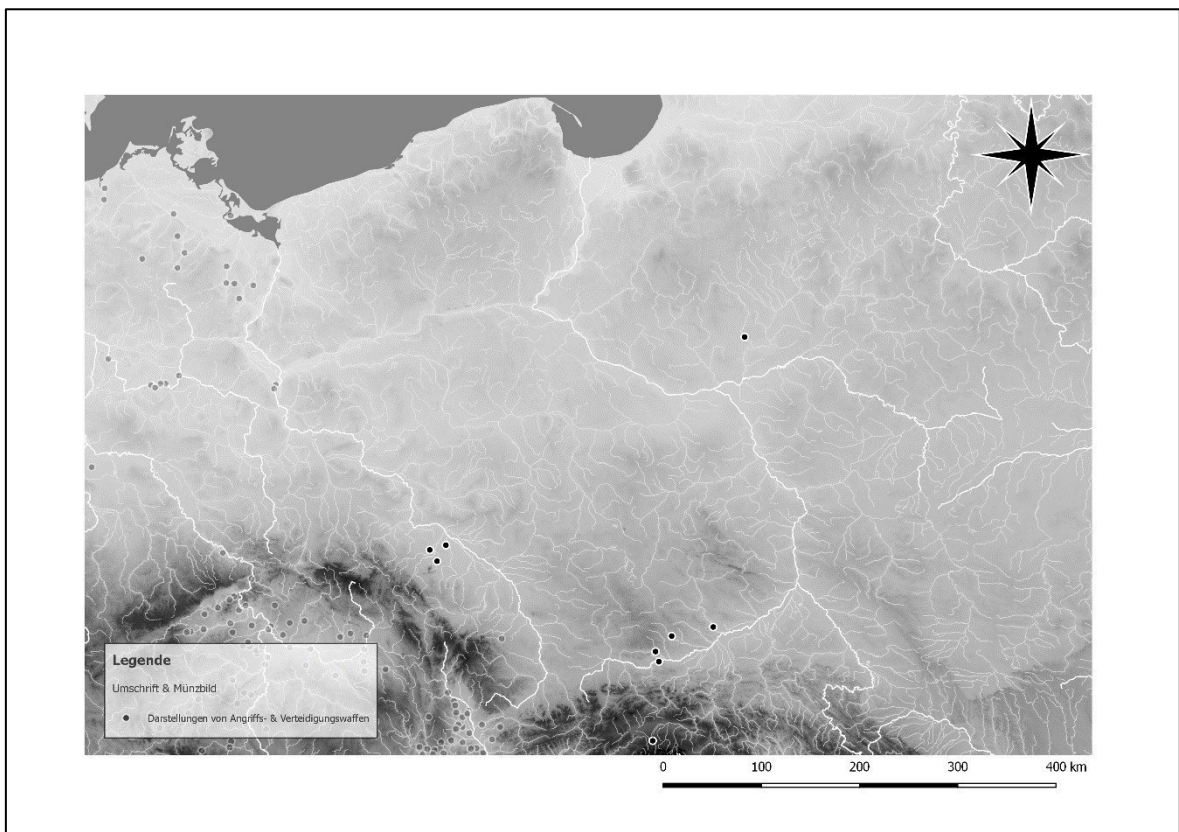 Legende
Umschrift & Münzbild
Darstellungen von Angriffs- & Verteidigungswaffen
0 100 200 300 400 km